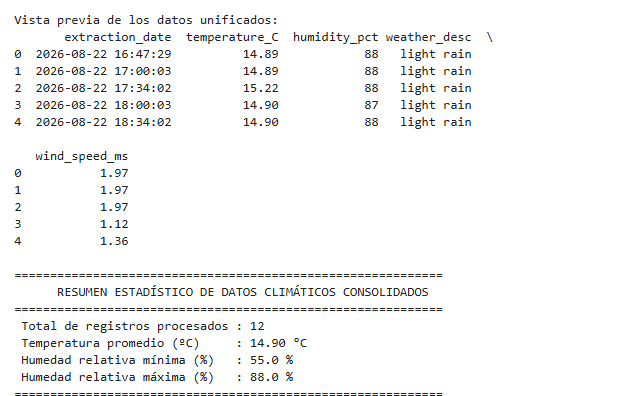 Vista previa de los datos unificados:
       extraction_date  temperature_C  humidity_pct weather_desc  \
0  2026-08-22 16:47:29          14.89            88   light rain
1  2026-08-22 17:00:03          14.89            88   light rain
2  2026-08-22 17:34:02          15.22            88   light rain
3  2026-08-22 18:00:03          14.90            87   light rain
4  2026-08-22 18:34:02          14.90            88   light rain
   wind_speed_ms
0           1.97
1           1.97
2           1.97
3           1.12
4           1.36
============================================================
      RESUMEN ESTADÍSTICO DE DATOS CLIMÁTICOS CONSOLIDADOS
============================================================
 Total de registros procesados : 12
 Temperatura promedio (ºC)     : 14.90 °C
 Humedad relativa mínima (%)   : 55.0 %
 Humedad relativa máxima (%)   : 88.0 %
============================================================